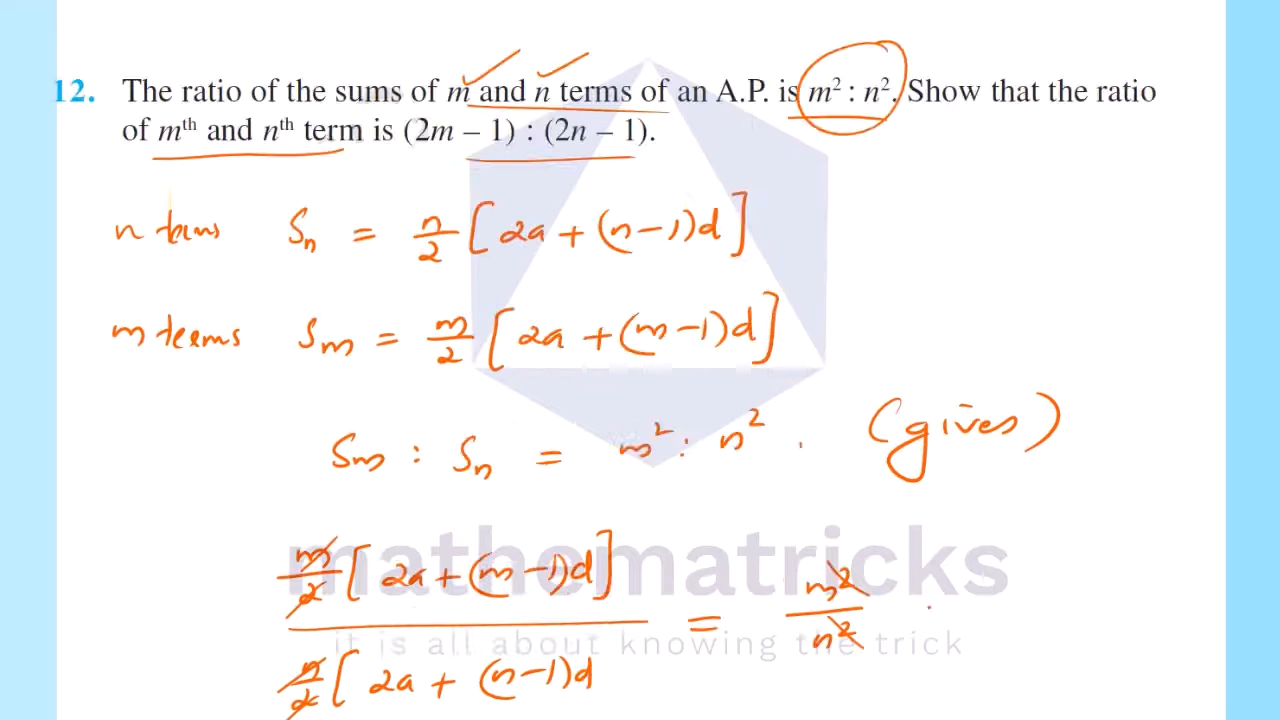 12. The ratio of the sums of m and n terms of an A.P. is m² : n². Show that the ratio
of mᵗʰ and nᵗʰ term is (2m – 1) : (2n – 1).
n terms Sₙ = n/2 [2a + (n-1)d]
m terms Sₘ = m/2 [2a + (m-1)d]
Sₘ : Sₙ = m² : n². (gives)
mathematricks
m/2 [2a + (m-1)d] / n/2 [2a + (n-1)d = m²/n²
it is all about knowing the trick